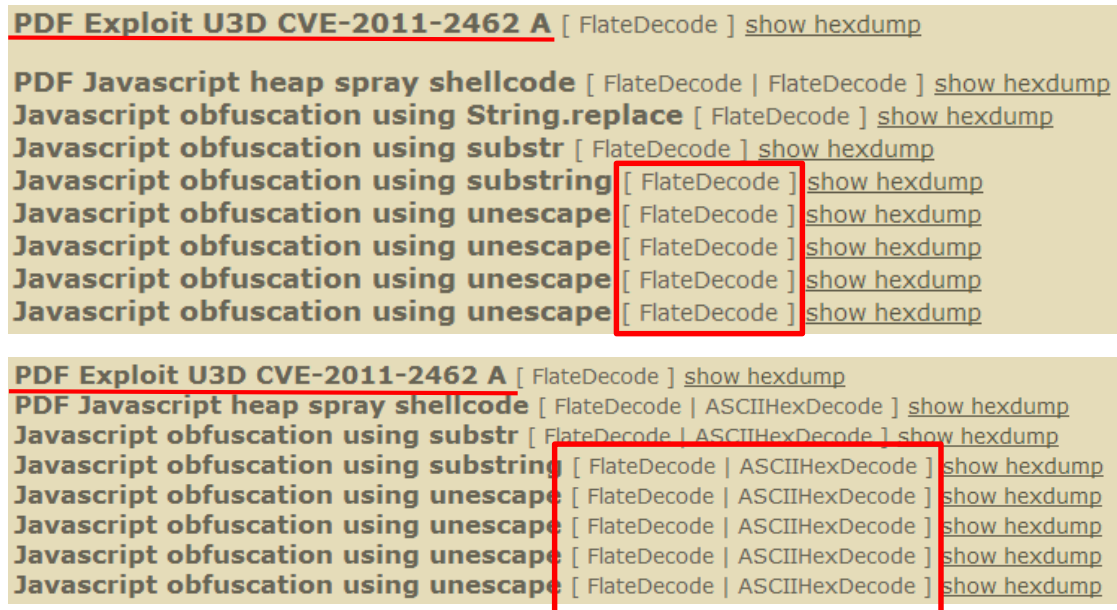 PDF Exploit U3D CVE-2011-2462 A [ FlateDecode ] show hexdump
PDF Javascript heap spray shellcode [ FlateDecode | FlateDecode ] show hexdump
Javascript obfuscation using String.replace [ FlateDecode ] show hexdump
Javascript obfuscation using substr [ FlateDecode ] show hexdump
Javascript obfuscation using substring [ FlateDecode ] show hexdump
Javascript obfuscation using unescape [ FlateDecode ] show hexdump
Javascript obfuscation using unescape [ FlateDecode ] show hexdump
Javascript obfuscation using unescape [ FlateDecode ] show hexdump
Javascript obfuscation using unescape [ FlateDecode ] show hexdump
PDF Exploit U3D CVE-2011-2462 A [ FlateDecode ] show hexdump
PDF Javascript heap spray shellcode [ FlateDecode | ASCIIHexDecode ] show hexdump
Javascript obfuscation using substr [ FlateDecode | ASCIIHexDecode ] show hexdump
Javascript obfuscation using substring [ FlateDecode | ASCIIHexDecode ] show hexdump
Javascript obfuscation using unescape [ FlateDecode | ASCIIHexDecode ] show hexdump
Javascript obfuscation using unescape [ FlateDecode | ASCIIHexDecode ] show hexdump
Javascript obfuscation using unescape [ FlateDecode | ASCIIHexDecode ] show hexdump
Javascript obfuscation using unescape [ FlateDecode | ASCIIHexDecode ] show hexdump